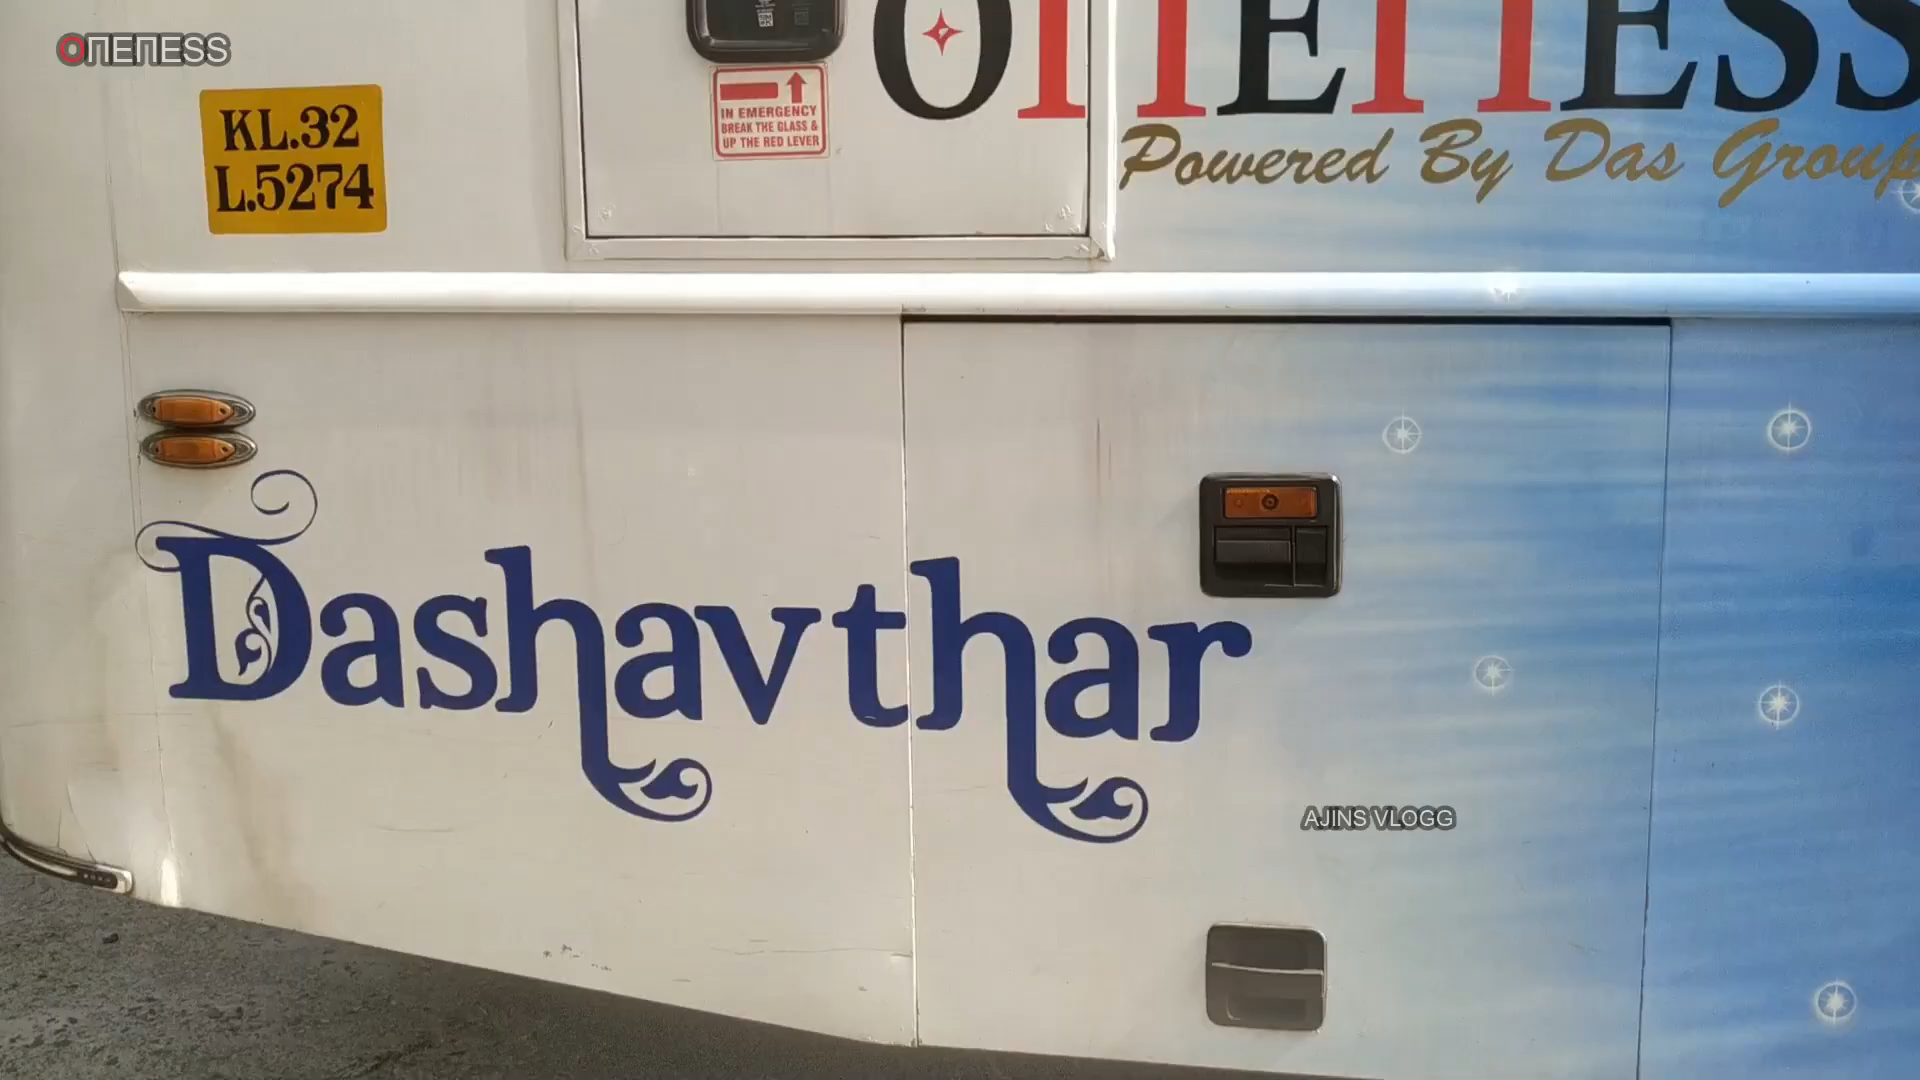 ONENESS
KL.32
L.5274
IN EMERGENCY
BREAK THE GLASS &
UP THE RED LEVER
ONENESS
Powered By Das Group
Dashavthar
AJINS VLOGG